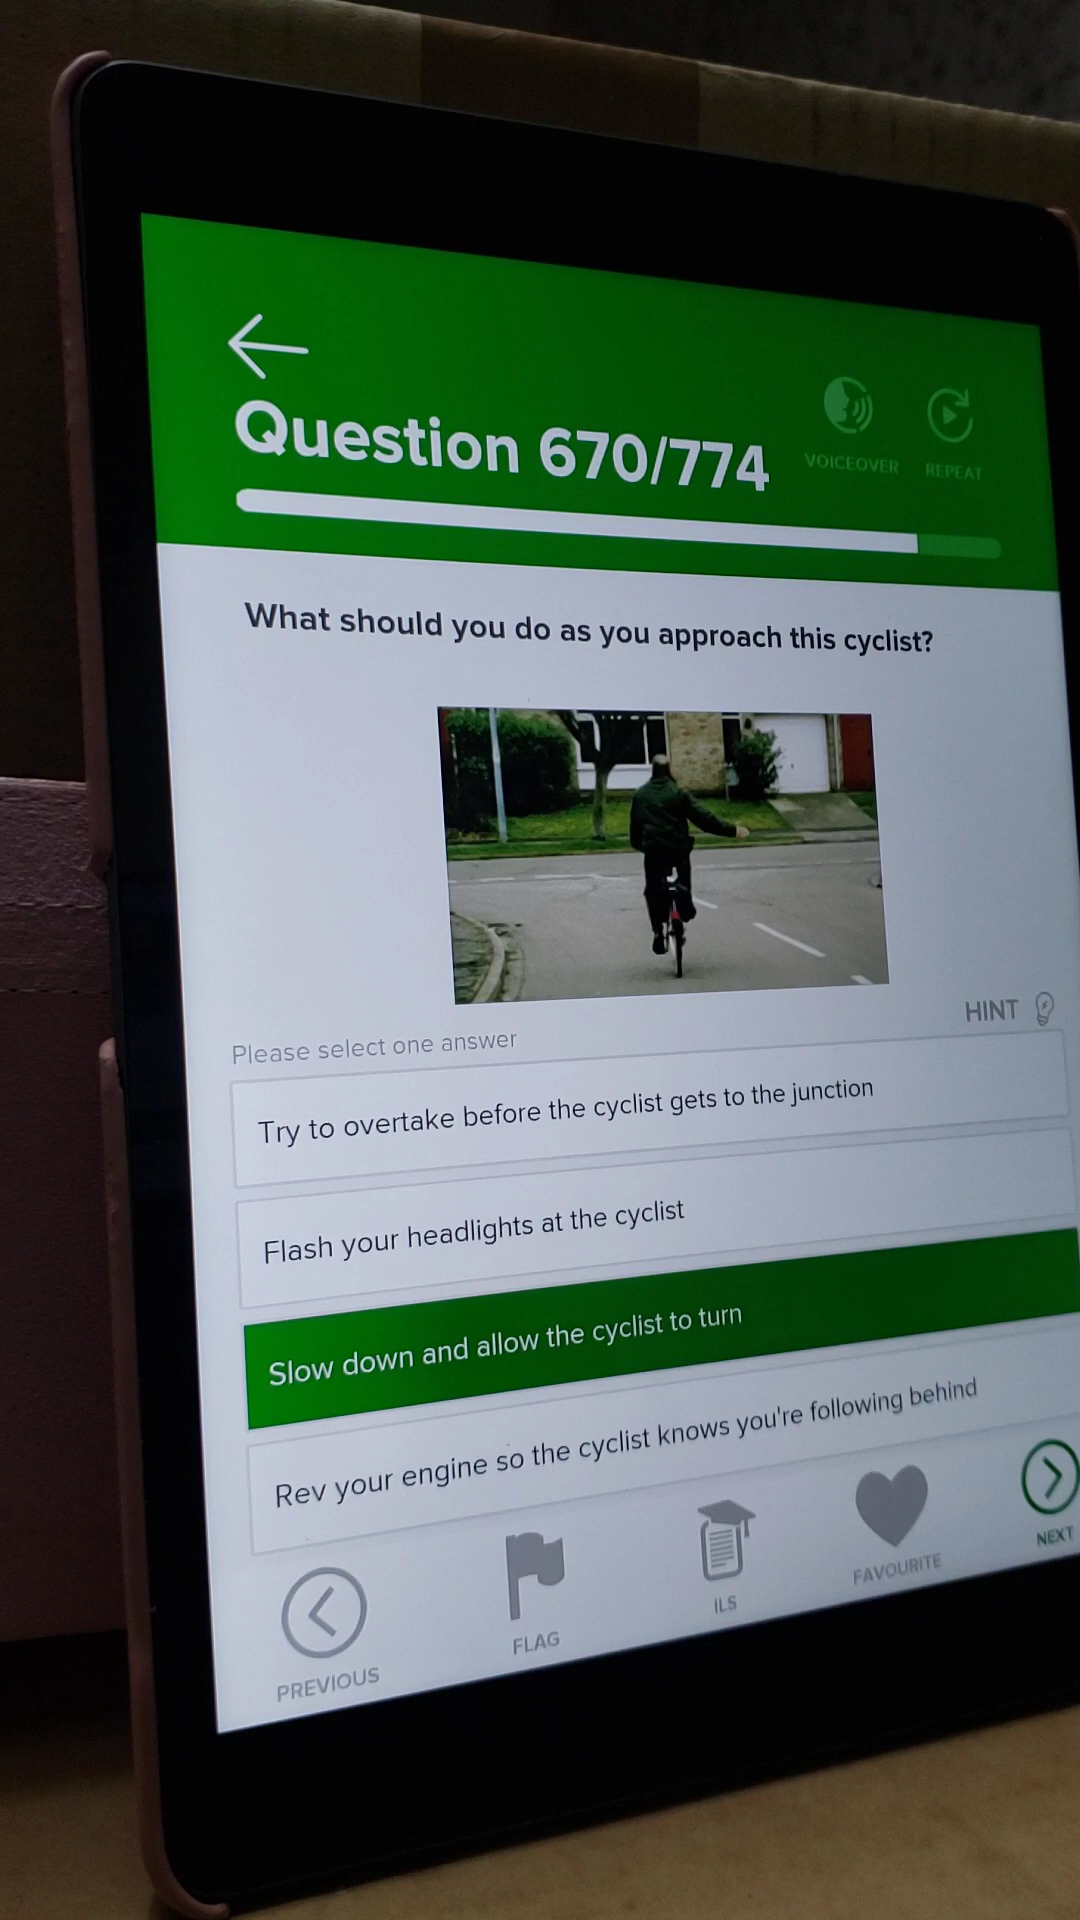 Question 670/774
VOICEOVER
REPEAT
What should you do as you approach this cyclist?
HINT
Please select one answer
Try to overtake before the cyclist gets to the junction
Flash your headlights at the cyclist
Slow down and allow the cyclist to turn
Rev your engine so the cyclist knows you're following behind
PREVIOUS
FLAG
ILS
FAVOURITE
NEXT